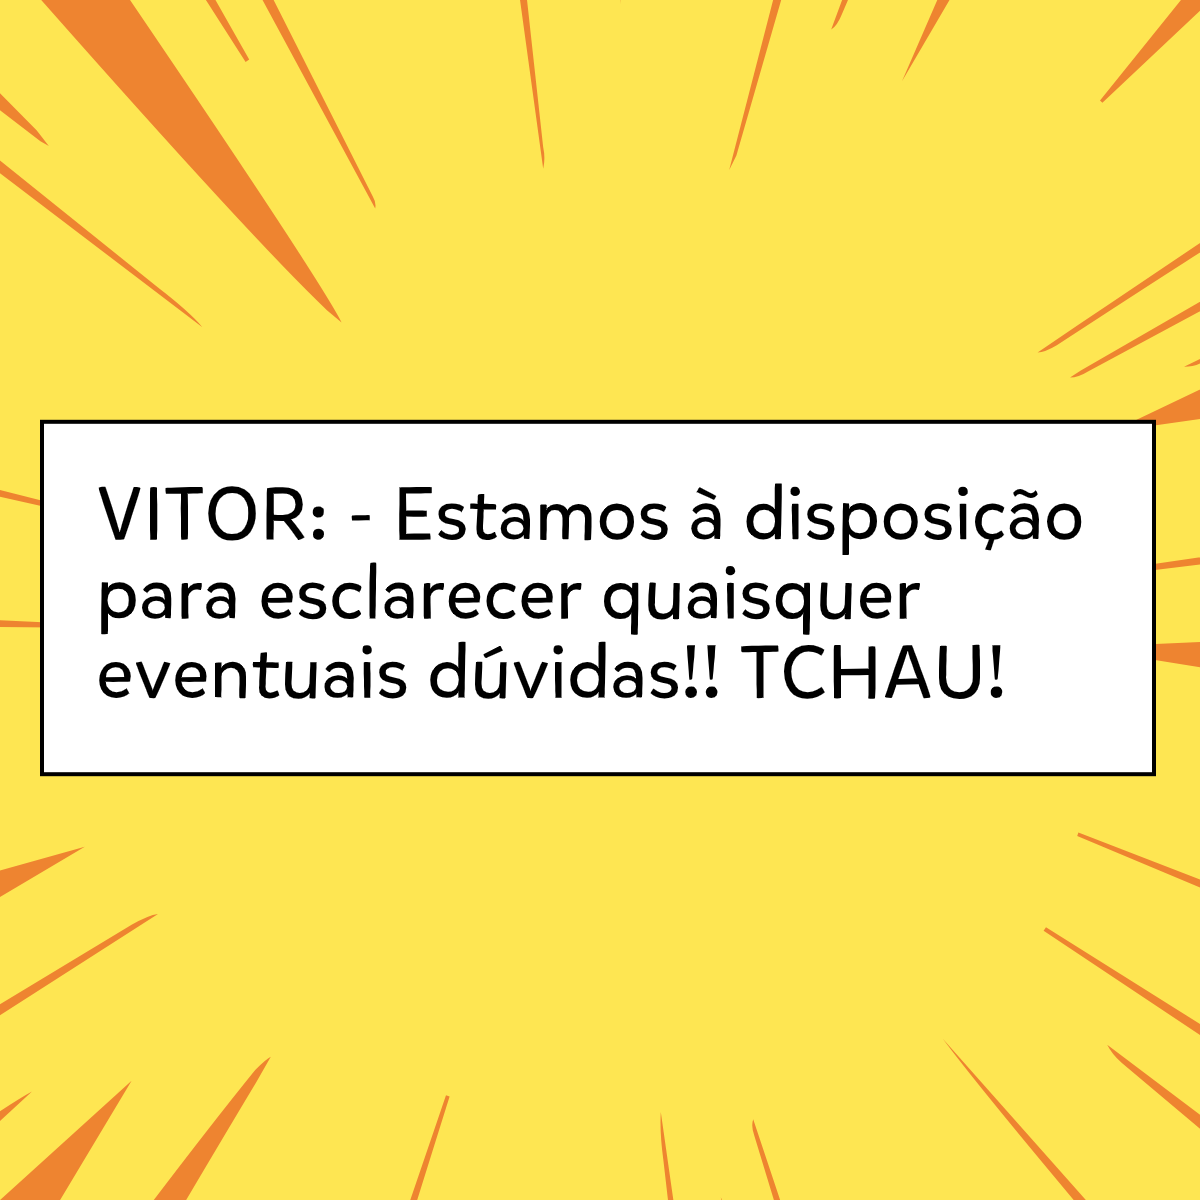 VITOR: - Estamos à disposição
para esclarecer quaisquer
eventuais dúvidas!! TCHAU!